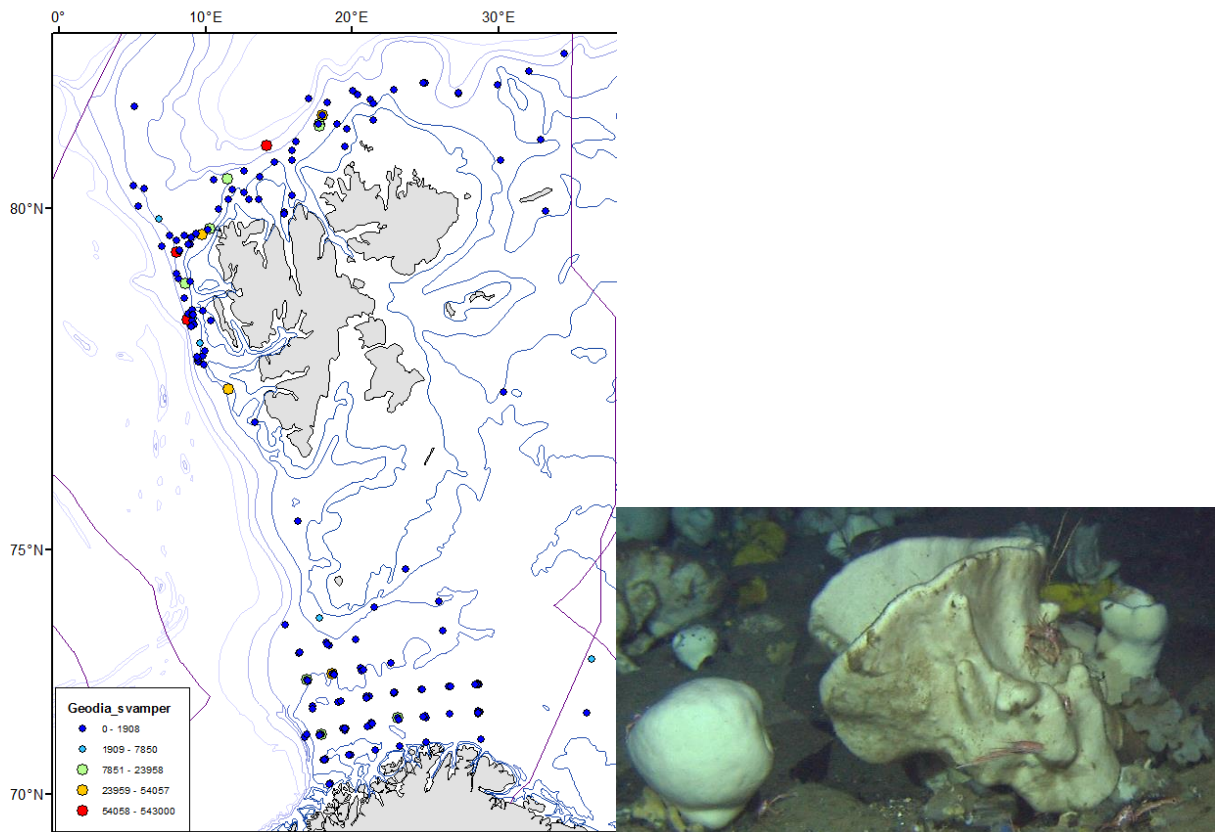 0° 10°E 20°E 30°E
80°N
75°N
70°N
Geodia_svamper
0 - 1908
1909 - 7850
7851 - 23958
23959 - 54057
54058 - 543000